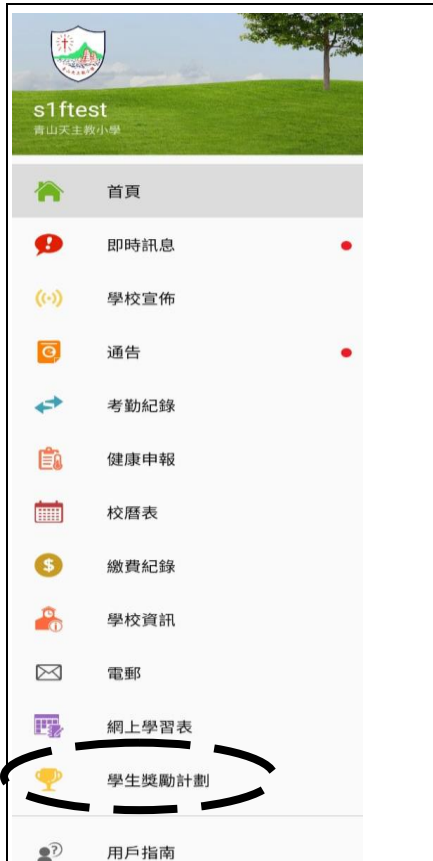 s1ftest
青山天主教小學
首頁
即時訊息
學校宣佈
通告
考勤紀錄
健康申報
校曆表
繳費紀錄
學校資訊
電郵
網上學習表
學生獎勵計劃
用戶指南